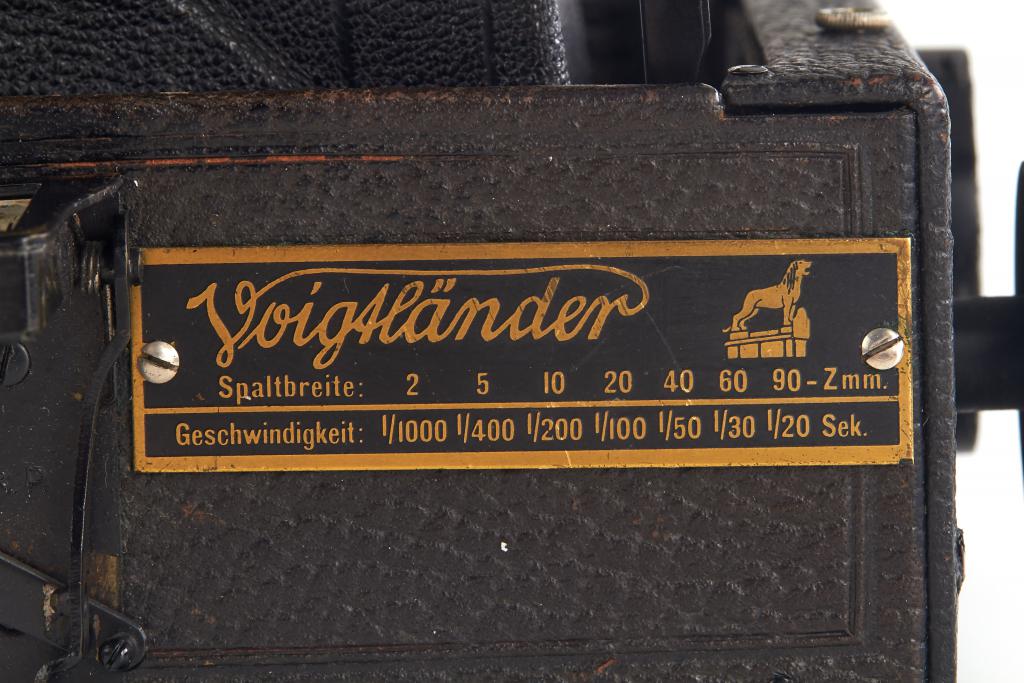 Voigtländer
Spaltbreite: 2 5 10 20 40 60 90-Zmm.
Geschwindigkeit: 1/1000 1/400 1/200 1/100 1/50 1/30 1/20 Sek.
P